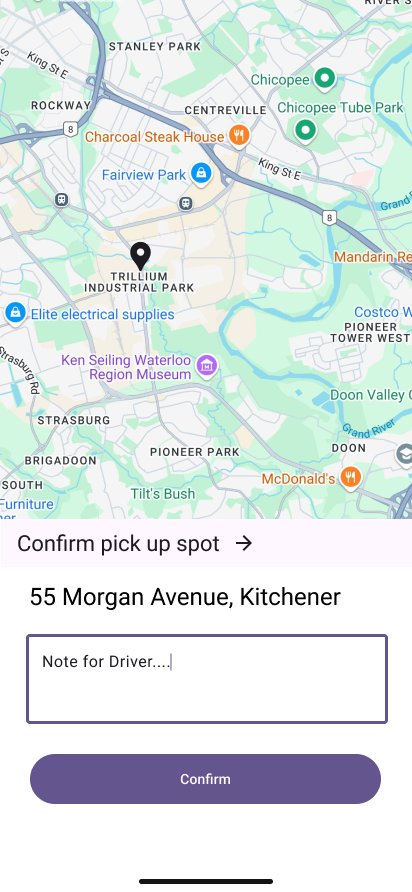 RIVER S
STANLEY PARK
King St E
Chicopee
ROCKWAY
CENTREVILLE
Chicopee Tube Park
8
Charcoal Steak House
King St E
Fairview Park
Grand
8
Mandarin Re
TRILLIUM
INDUSTRIAL PARK
Elite electrical supplies
Costco W
PIONEER
TOWER WEST
Strasburg Rd
Ken Seiling Waterloo
Region Museum
Doon Valley G
STRASBURG
Grand River
PIONEER PARK
DOON
BRIGADOON
McDonald's
SOUTH
Tilt's Bush
Furniture
ner
Confirm pick up spot →
55 Morgan Avenue, Kitchener
Note for Driver....
Confirm